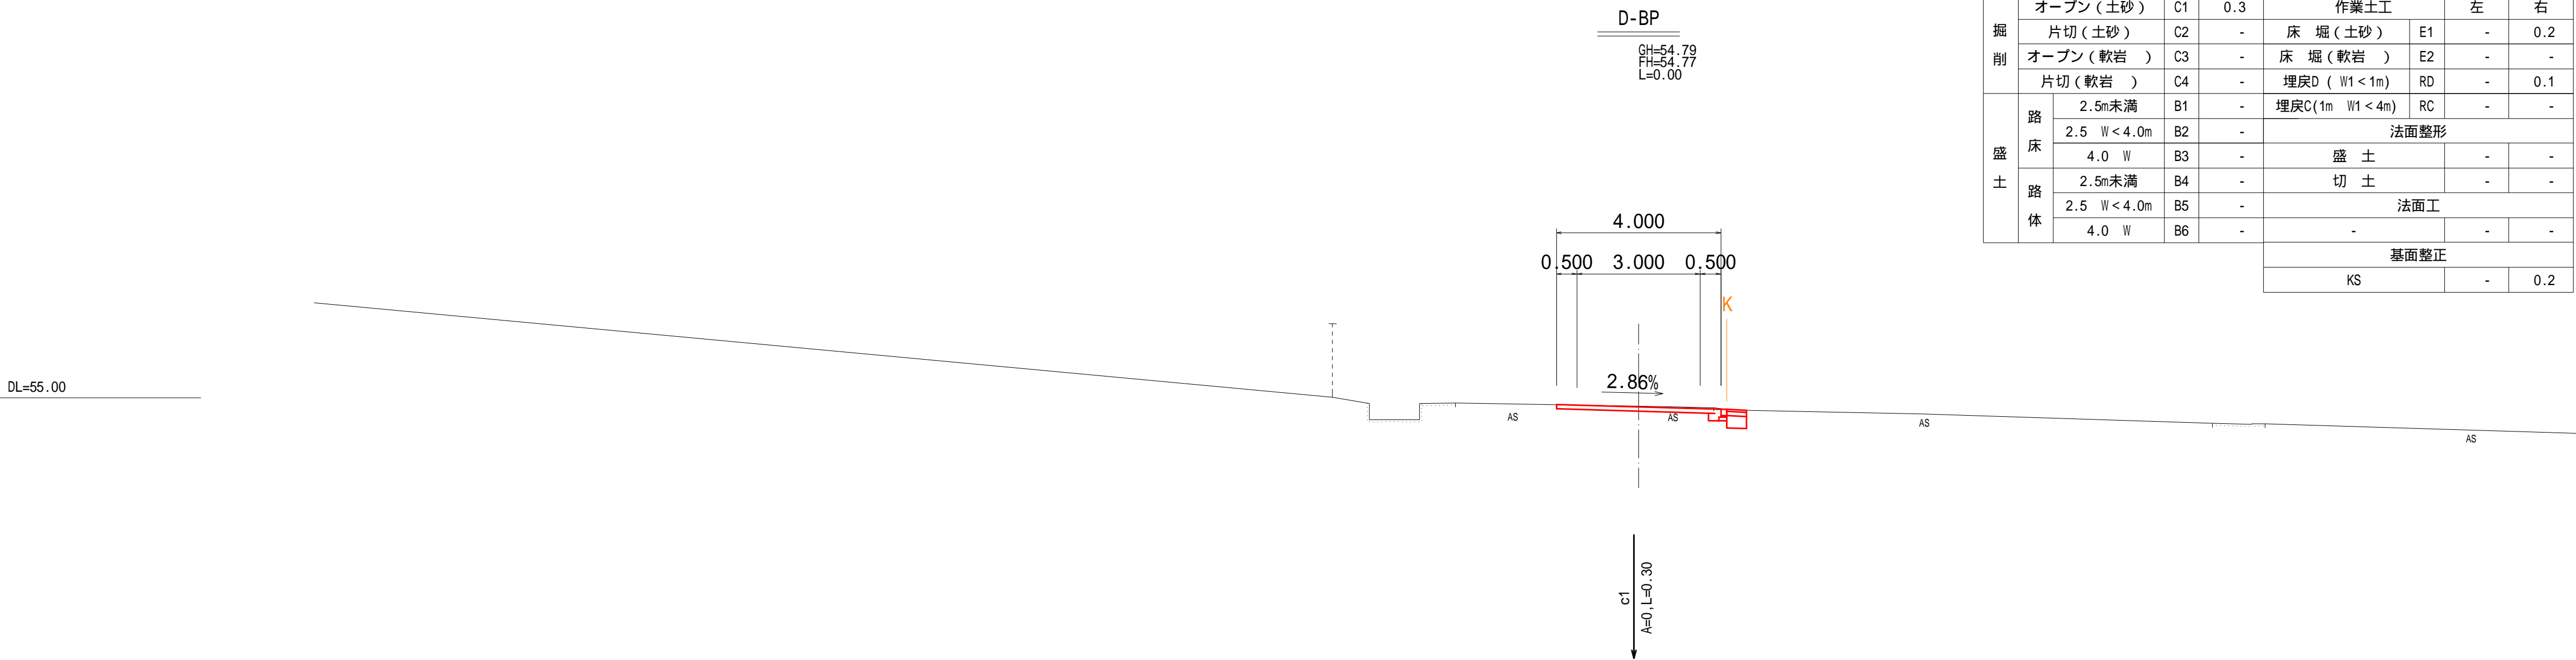 D-BP
GH=54.79
FH=54.77
L=0.00
オープン(土砂) C1 0.3 作業土工 左 右
掘削 片切(土砂) C2 - 床 堀(土砂) E1 - 0.2
オープン(軟岩 ) C3 - 床 堀(軟岩 ) E2 - -
片切(軟岩 ) C4 - 埋戻D ( W1<1m) RD - 0.1
盛土 路床 2.5m未満 B1 - 埋戻C(1m W1<4m) RC - -
2.5 W<4.0m B2 - 法面整形
4.0 W B3 - 盛 土 - -
路体 2.5m未満 B4 - 切 土 - -
2.5 W<4.0m B5 - 法面工
4.0 W B6 - - - -
基面整正
KS - 0.2
4.000
0.500 3.000 0.500
K
DL=55.00
2.86%
AS
AS
AS
AS
c1
A=0,L=0.30